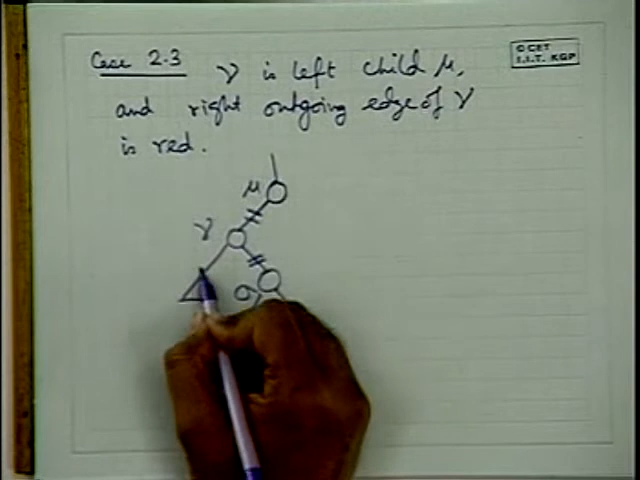 Case 2.3 ν is left child μ,
and right outgoing edge of ν
is red.
© CET
I.I.T. KGP
μ
ν
σ